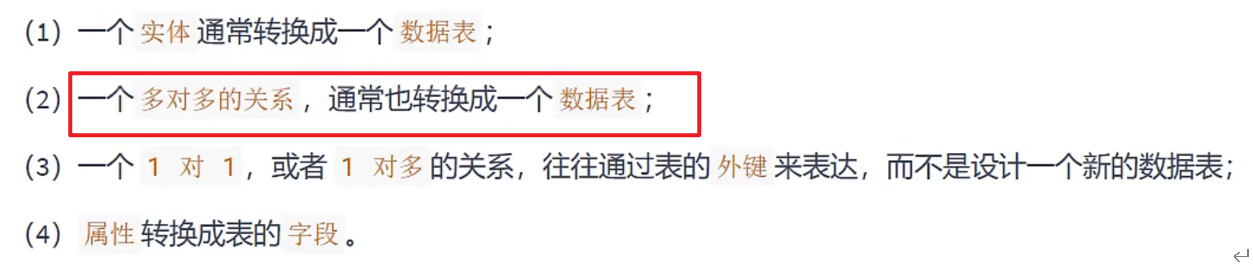 （1）一个 实体 通常转换成一个 数据表；
（2）一个 多对多的关系，通常也转换成一个 数据表；
（3）一个 1 对 1，或者 1 对多 的关系，往往通过表的 外键 来表达，而不是设计一个新的数据表；
（4）属性 转换成表的 字段。